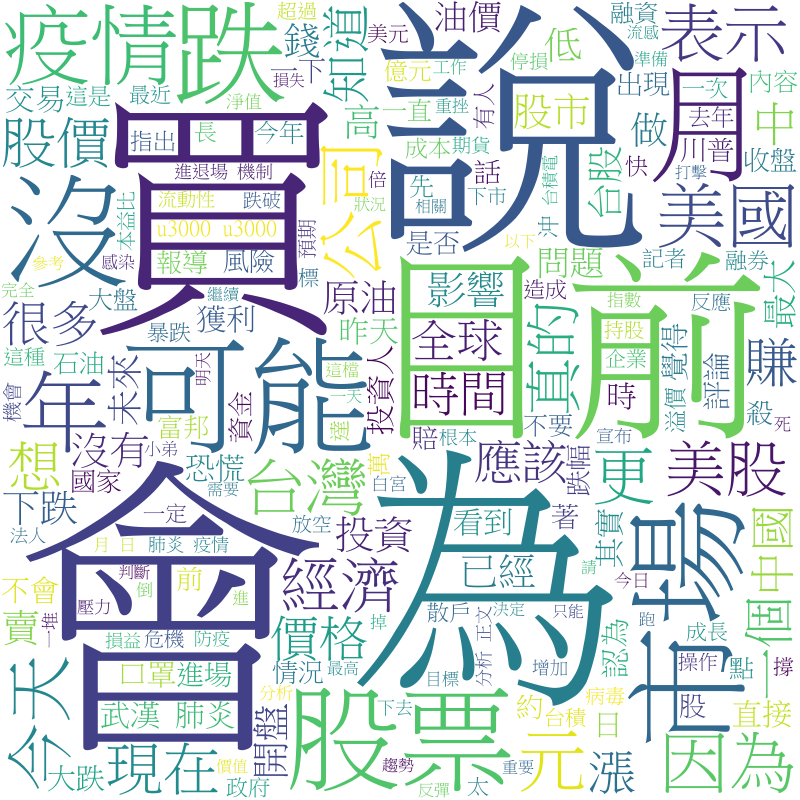 疫情
跌
說
表示
月
買
沒
目前
可能
會
為
市場
股票
公司
股價
美國
很多
年
想
台灣
全球
時間
影響
真的
因為
美股
今天
現在
元
漲
更
應該
投資
經濟
價格
開盤
中國
一個
賺
中
股市
台股
知道
錢
油價
低
融資
流感
準備
超過
一下
美元
億元
工作
停損
出現
一次
內容
交易
這是
最近
損失
淨值
高
一直
重挫
有人
做
去年
川普
收盤
打擊
指出
長
今年
成本
期貨
話
快
進退場 機制
倍
先
下市
台積電
沖
相關
是否
流動性
跌破
狀況
u3000 u3000
本益比
預期
報導
風險
標
參考
感染
原油
造成
問題
記者
融券
最大
以下
大盤
獲利
昨天
指數
反應
完全
繼續
暴跌
持股
這種
石油
未來
明天
這檔
一天
投資人
企業
覺得
評論
溢價
時
殺
死
機會
富邦
資金
達
萬
賠
根本
不要
宣布
沒有
小弟
恐慌
跌幅
國家
需要
白宮
下跌
一定
放空
看到
著
其實
法人
月 日
肺炎 疫情
已經
請
今日
不會
判斷
倒
前
進
壓力
散戶
決定
只能
跑
賣
一堆
掉
正文
分析
認為
成長
損益
危機
防疫
口罩
進場
情況
最高
目標
增加
操作
點
撐
武漢 肺炎
分析
下去
約
台積
病毒
日
股
直接
大跌
政府
價值
趨勢
反彈
重要
太